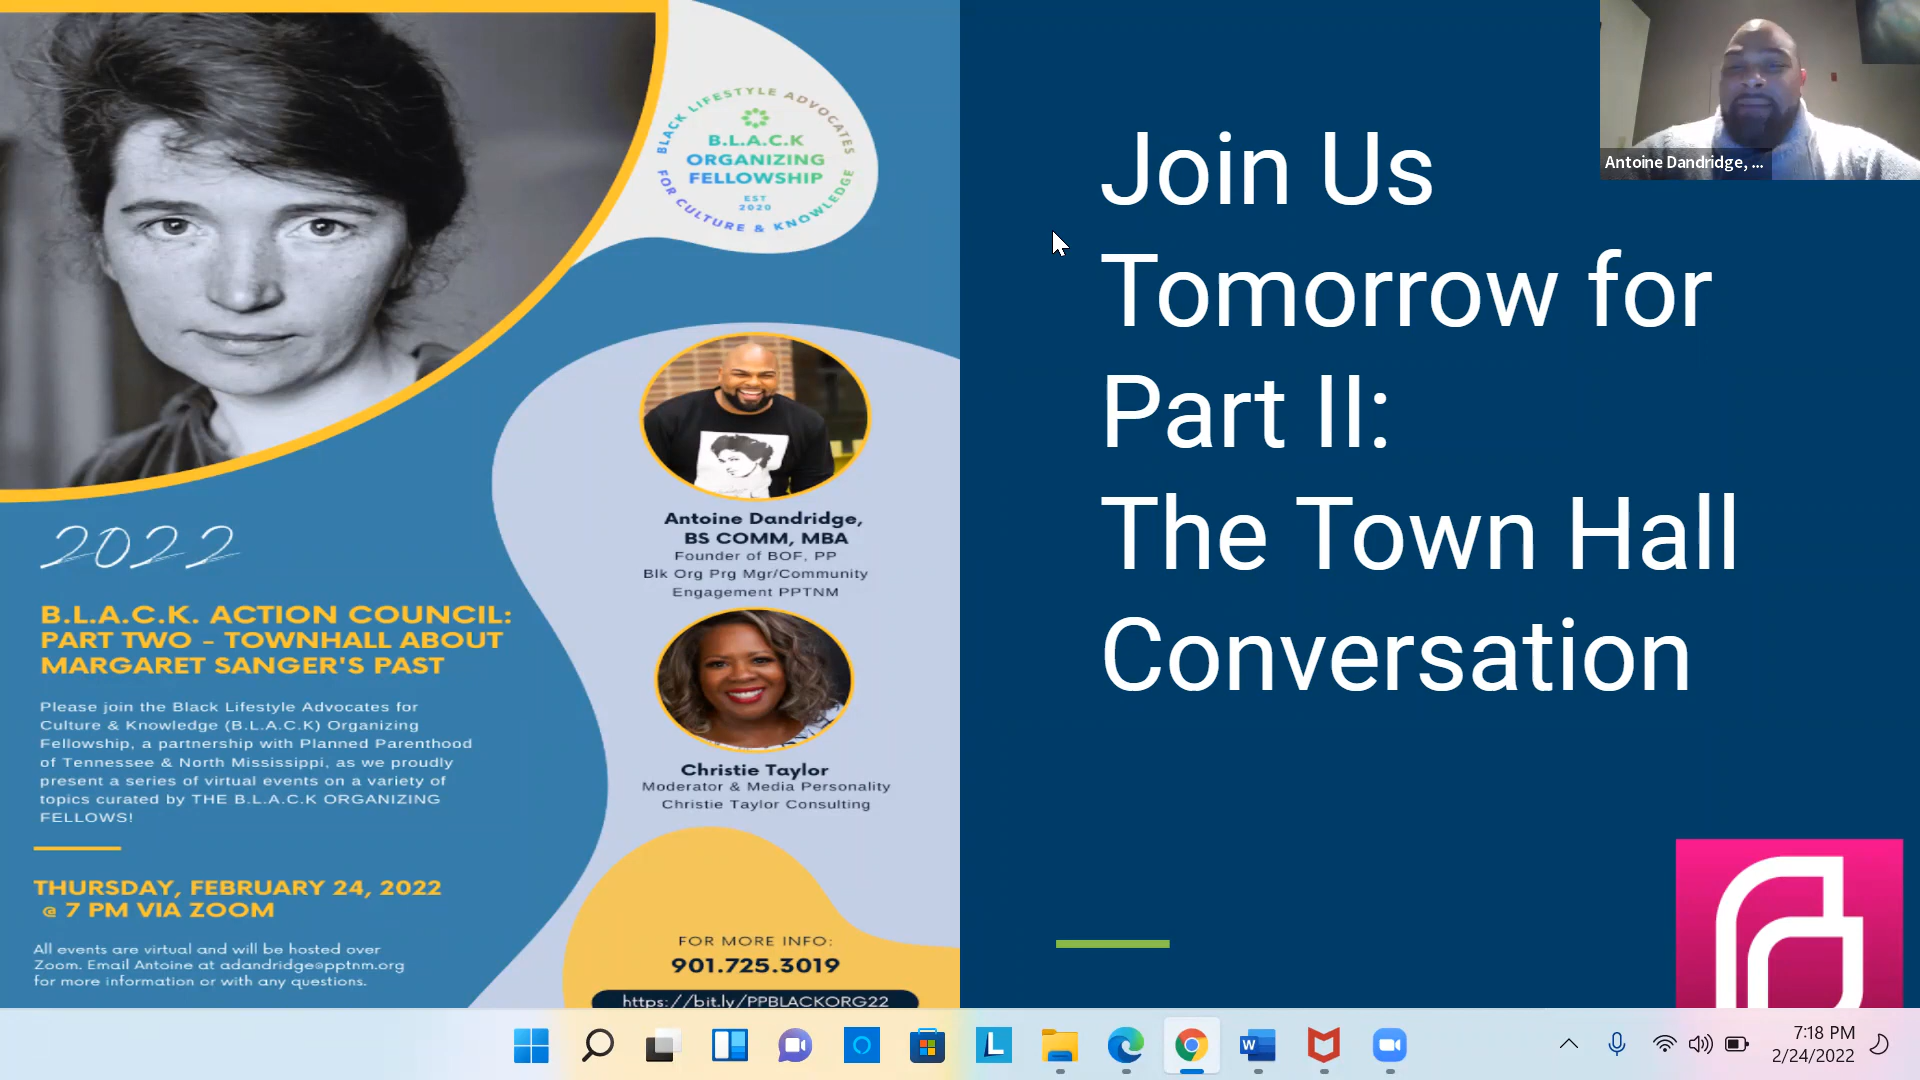 BLACK LIFESTYLE ADVOCATES
B.L.A.C.K
ORGANIZING
FELLOWSHIP
EST
2020
FOR CULTURE & KNOWLEDGE
Antoine Dandridge,
BS COMM, MBA
Founder of BOF, PP
Blk Org Prg Mgr/Community
Engagement PPTNM
Christie Taylor
Moderator & Media Personality
Christie Taylor Consulting
2022
B.L.A.C.K. ACTION COUNCIL:
PART TWO - TOWNHALL ABOUT
MARGARET SANGER'S PAST
Please join the Black Lifestyle Advocates for
Culture & Knowledge (B.L.A.C.K) Organizing
Fellowship, a partnership with Planned Parenthood
of Tennessee & North Mississippi, as we proudly
present a series of virtual events on a variety of
topics curated by THE B.L.A.C.K ORGANIZING
FELLOWS!
THURSDAY, FEBRUARY 24, 2022
@ 7 PM VIA ZOOM
All events are virtual and will be hosted over
Zoom. Email Antoine at adandridge@pptnm.org
for more information or with any questions.
FOR MORE INFO:
901.725.3019
https://bit.ly/PPBLACKORG22
Join Us
Tomorrow for
Part II:
The Town Hall
Conversation
Antoine Dandridge, ...
L
W
7:18 PM
2/24/2022